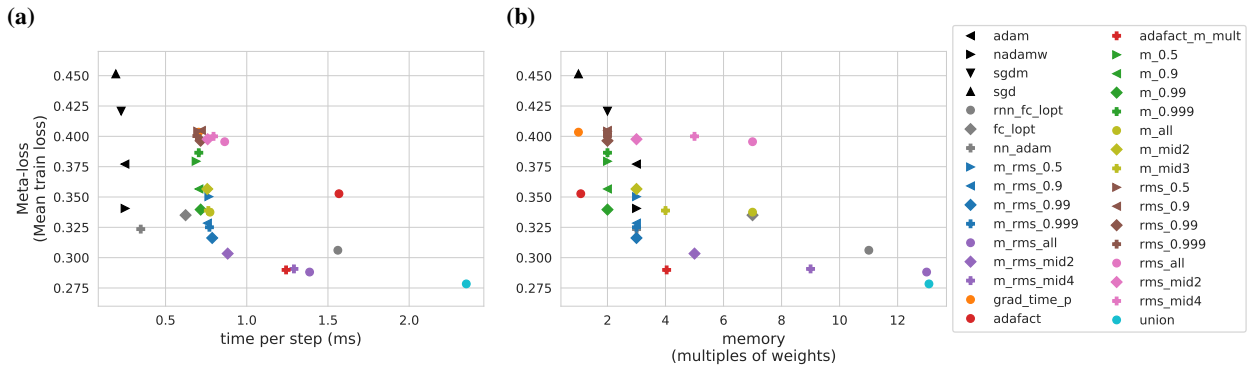 (a)
Meta-loss
(Mean train loss)
0.450
0.425
0.400
0.375
0.350
0.325
0.300
0.275
0.5
1.0
1.5
2.0
time per step (ms)
(b)
0.450
0.425
0.400
0.375
0.350
0.325
0.300
0.275
2
4
6
8
10
12
memory
(multiples of weights)
adam
nadamw
sgdm
sgd
rnn_fc_lopt
fc_lopt
nn_adam
m_rms_0.5
m_rms_0.9
m_rms_0.99
m_rms_0.999
m_rms_all
m_rms_mid2
m_rms_mid4
grad_time_p
adafact
adafact_m_mult
m_0.5
m_0.9
m_0.99
m_0.999
m_all
m_mid2
m_mid3
rms_0.5
rms_0.9
rms_0.99
rms_0.999
rms_all
rms_mid2
rms_mid4
union